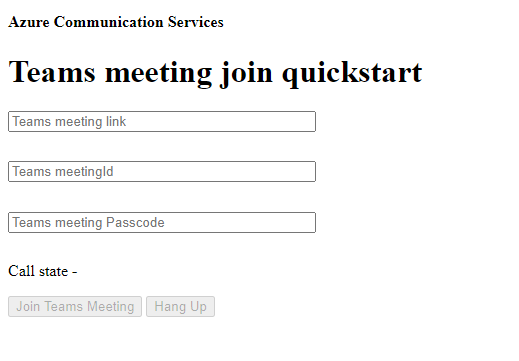 Azure Communication Services
Teams meeting join quickstart
Teams meeting link
Teams meetingId
Teams meeting Passcode
Call state -
Join Teams Meeting Hang Up